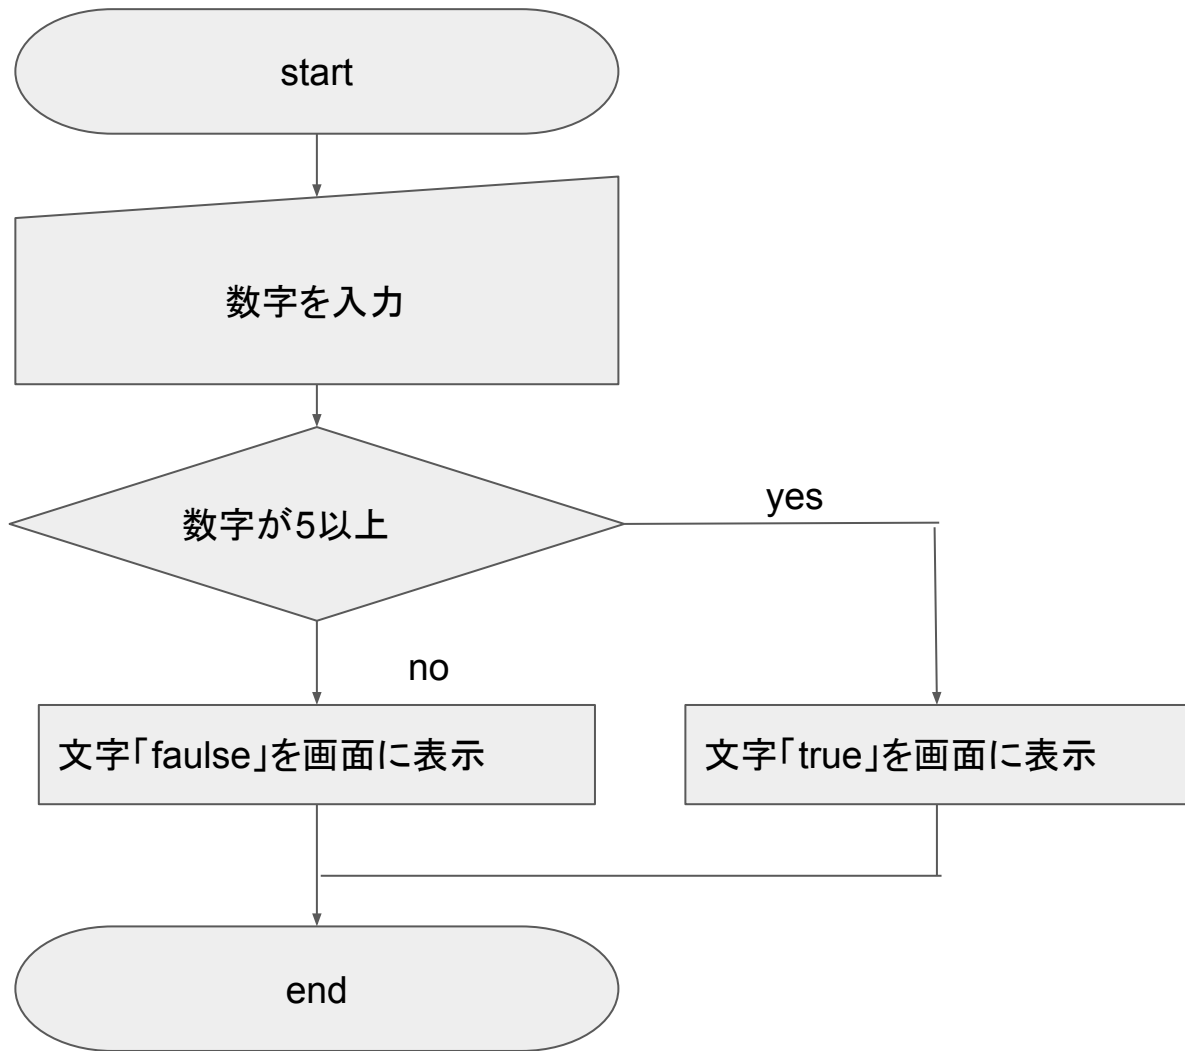 start
数字を入力
数字が5以上
yes
no
文字「faulse」を画面に表示
文字「true」を画面に表示
end